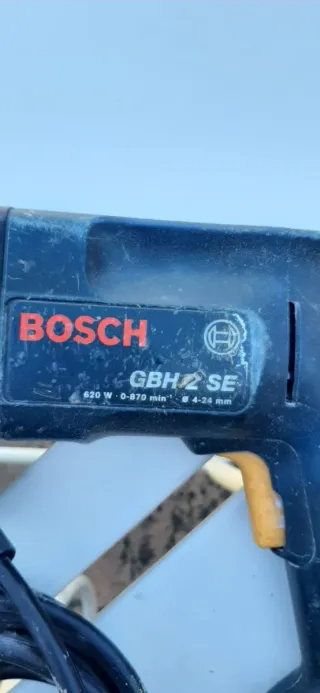 BOSCH
GBH 2 SE
620 W · 0-870 min⁻¹ · ø 4-24 mm